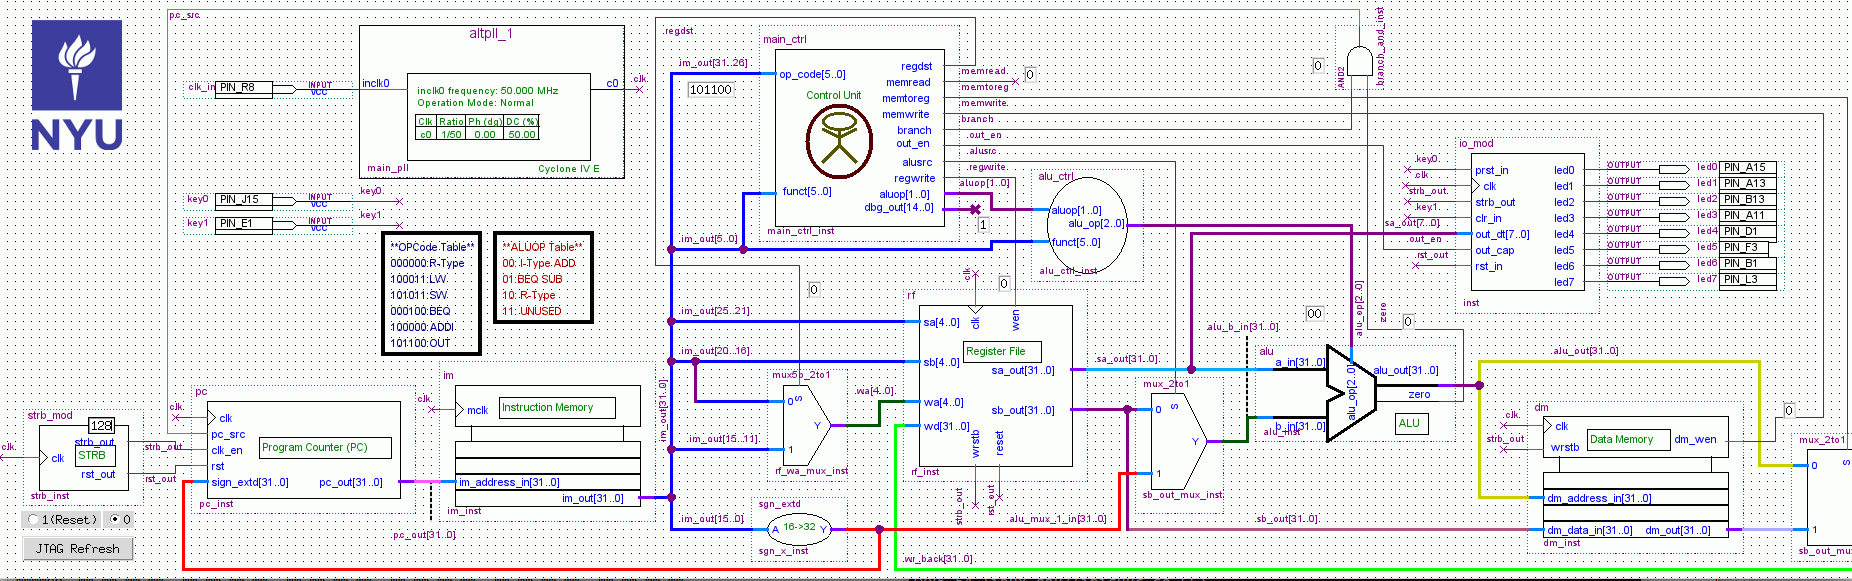 pc_src
NYU
altpll_1
clk_in
PIN_R8
INPUT
VCC
inclk0
inclk0 frequency: 50.000 MHz
Operation Mode: Normal
Clk Ratio Ph (dg) DC (%)
c0 1/50 0.00 50.00
c0
clk
main_pll
Cyclone IV E
key0
PIN_J15
INPUT
VCC
key0
key1
PIN_E1
INPUT
VCC
key1
**OPCode Table**
000000:R-Type
100011:LW
101011:SW
000100:BEQ
100000:ADDI
101100:OUT
**ALUOP Table**
00: I-Type ADD
01:BEQ SUB
10: R-Type
11: UNUSED
regdst
main_ctrl
im_out[31..26]
101100
op_code[5..0]
Control Unit
funct[5..0]
regdst
memread
memtoreg
memwrite
branch
out_en
alusrc
regwrite
aluop[1..0]
dbg_out[14..0]
main_ctrl_inst
memread
0
memtoreg
memwrite
branch
out_en
alusrc
regwrite
aluop[1..0]
1
alu_ctrl
aluop[1..0]
alu_op[2..0]
funct[5..0]
alu_ctrl_inst
im_out[5..0]
0
AND2
branch_and_inst
io_mod
key0
clk
strb_out
key1
sa_out[7..0]
out_en
rst_out
prst_in
clk
strb_out
clr_in
out_dt[7..0]
out_cap
rst_in
led0
led1
led2
led3
led4
led5
led6
led7
inst
OUTPUT led0 PIN_A15
OUTPUT led1 PIN_A13
OUTPUT led2 PIN_B13
OUTPUT led3 PIN_A11
OUTPUT led4 PIN_D1
OUTPUT led5 PIN_F3
OUTPUT led6 PIN_B1
OUTPUT led7 PIN_L3
strb_mod
128
clk
clk
strb_out
STRB
rst_out
strb_inst
strb_out
rst_out
1(Reset)
0
JTAG Refresh
pc
clk
clk
pc_src
clk_en
rst
sign_extd[31..0]
Program Counter (PC)
pc_out[31..0]
pc_inst
pc_out[31..0]
im
clk
mclk
Instruction Memory
im_address_in[31..0]
im_out[31..0]
im_inst
im_out[31..0]
im_out[25..21]
im_out[20..16]
im_out[15..11]
im_out[15..0]
0
mux5b_2to1
0
S
Y
1
rf_wa_mux_inst
wa[4..0]
sgn_extd
A
16->32
Y
sgn_x_inst
clk
0
rf
clk
wen
sa[4..0]
sb[4..0]
wa[4..0]
wd[31..0]
Register File
sa_out[31..0]
sb_out[31..0]
wrstb
reset
rf_inst
strb_out
rst_out
alu_mux_1_in[31..0]
wr_back[31..0]
sa_out[31..0]
mux_2to1
0
S
Y
1
sb_out_mux_inst
sb_out[31..0]
alu_b_in[31..0]
00
alu_op[2..0]
zero
0
alu
a_in[31..0]
b_in[31..0]
alu_op[2..0]
alu_out[31..0]
zero
ALU
alu_inst
alu_out[31..0]
dm
clk
strb_out
clk
wrstb
Data Memory
dm_wen
dm_address_in[31..0]
dm_data_in[31..0]
dm_out[31..0]
dm_inst
0
mux_2to1
0
S
1
sb_out_mu